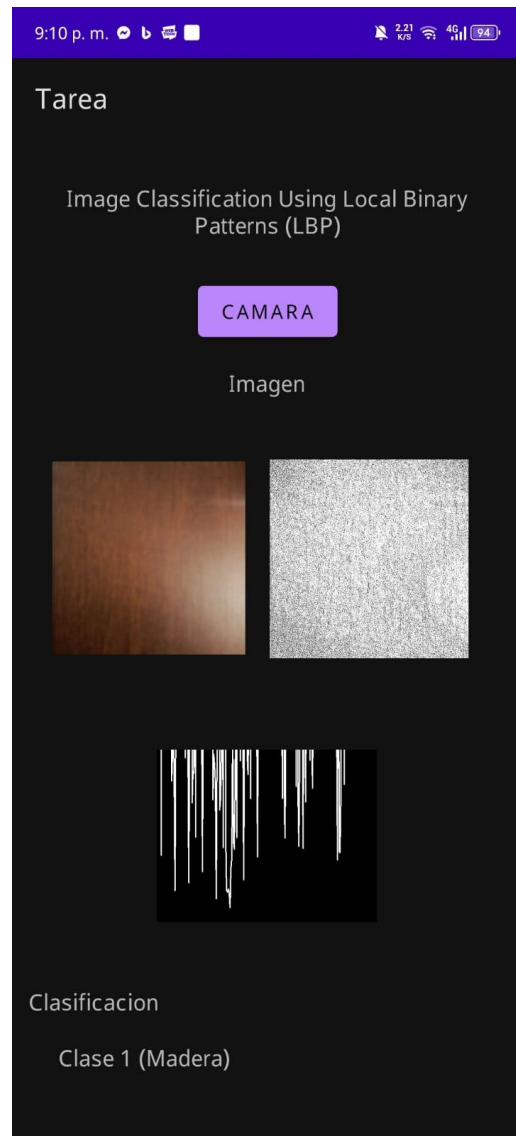 9:10 p. m. 2.21 K/S 4G 94
Tarea
Image Classification Using Local Binary
Patterns (LBP)
CAMARA
Imagen
Clasificacion
Clase 1 (Madera)